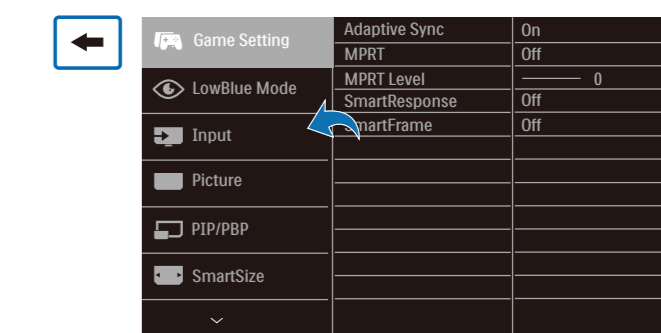 Game Setting
LowBlue Mode
Input
Picture
PIP/PBP
SmartSize
Adaptive Sync On
MPRT Off
MPRT Level 0
SmartResponse Off
SmartFrame Off